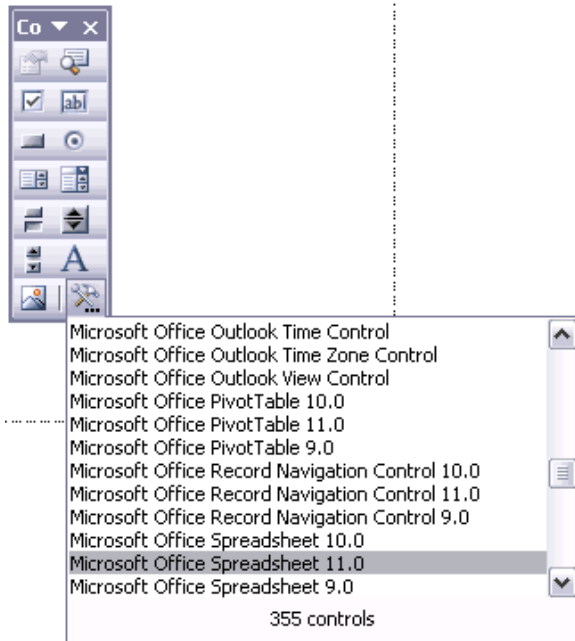 Co
abl
A
Microsoft Office Outlook Time Control
Microsoft Office Outlook Time Zone Control
Microsoft Office Outlook View Control
Microsoft Office PivotTable 10.0
Microsoft Office PivotTable 11.0
Microsoft Office PivotTable 9.0
Microsoft Office Record Navigation Control 10.0
Microsoft Office Record Navigation Control 11.0
Microsoft Office Record Navigation Control 9.0
Microsoft Office Spreadsheet 10.0
Microsoft Office Spreadsheet 11.0
Microsoft Office Spreadsheet 9.0
355 controls